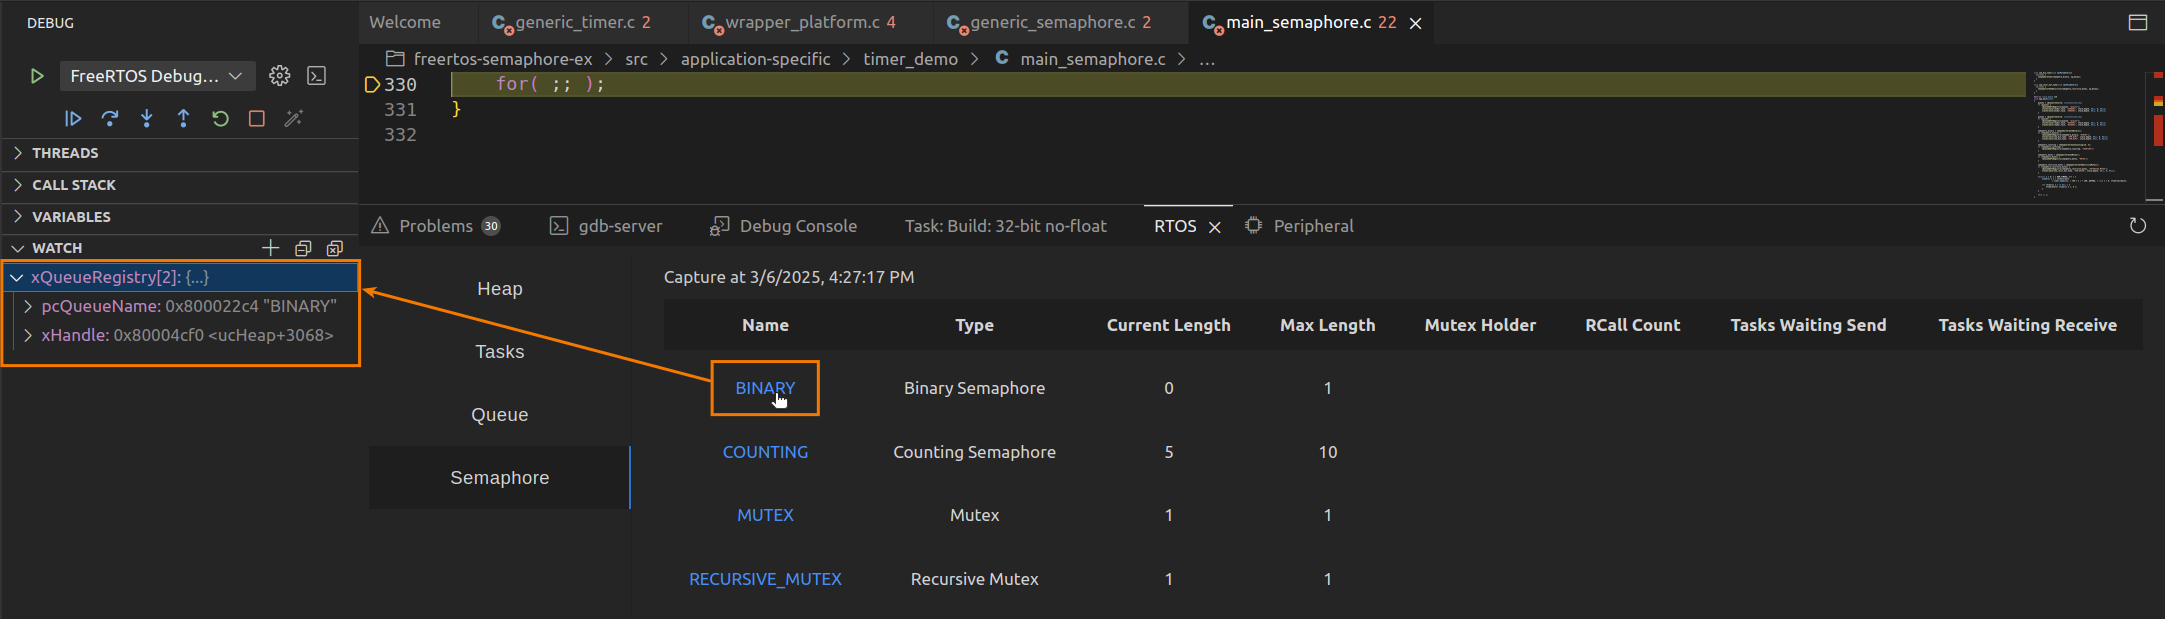 DEBUG
Welcome
generic_timer.c 2
wrapper_platform.c 4
generic_semaphore.c 2
main_semaphore.c 22
FreeRTOS Debug...
freertos-semaphore-ex > src > application-specific > timer_demo > C main_semaphore.c > ...
330 for( ;; );
331 }
332
THREADS
CALL STACK
VARIABLES
WATCH
xQueueRegistry[2]: {...}
pcQueueName: 0x800022c4 "BINARY"
xHandle: 0x80004cf0 <ucHeap+3068>
Problems 30
gdb-server
Debug Console
Task: Build: 32-bit no-float
RTOS
Peripheral
Heap
Tasks
Queue
Semaphore
Capture at 3/6/2025, 4:27:17 PM
Name Type Current Length Max Length Mutex Holder RCall Count Tasks Waiting Send Tasks Waiting Receive
BINARY Binary Semaphore 0 1
COUNTING Counting Semaphore 5 10
MUTEX Mutex 1 1
RECURSIVE_MUTEX Recursive Mutex 1 1